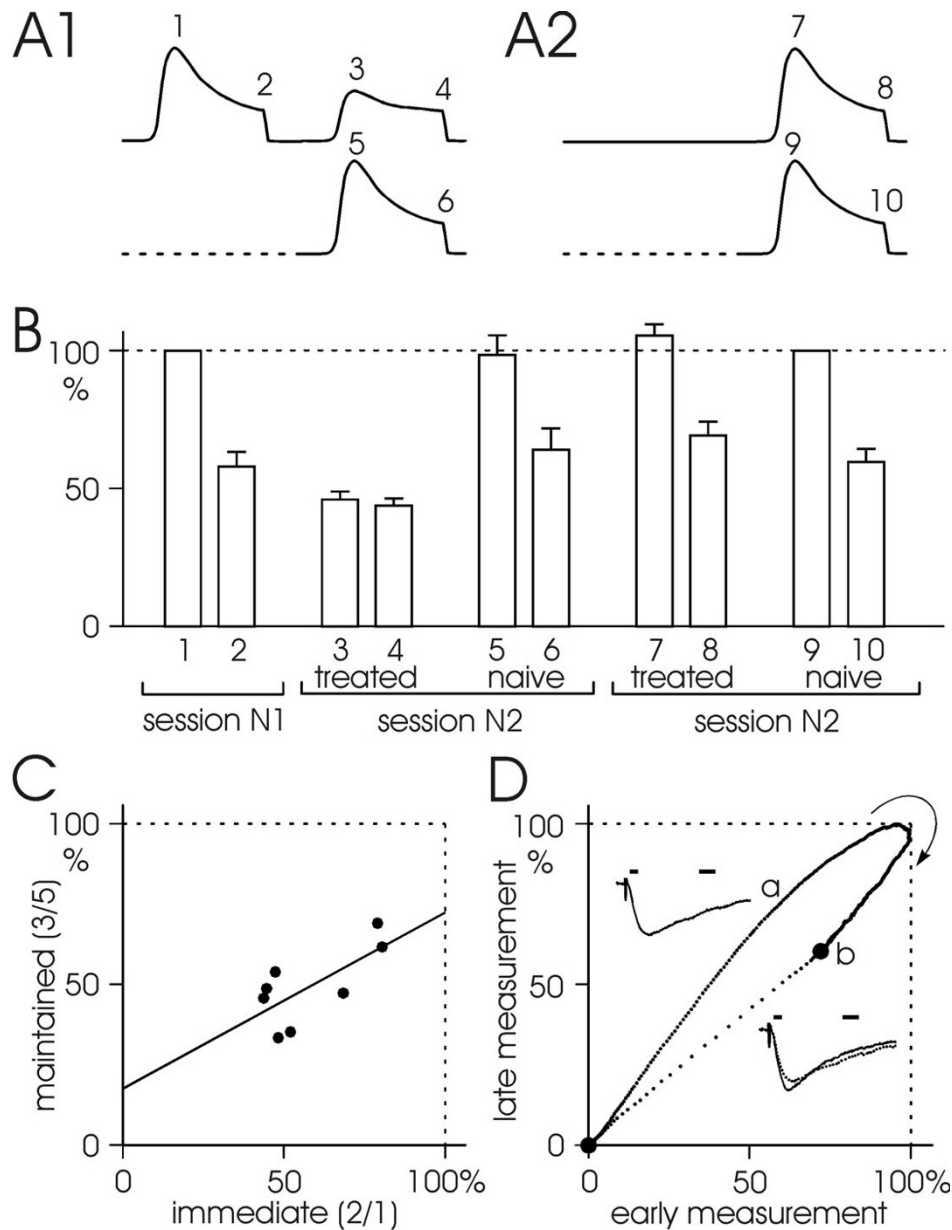 A1
A2
1
2
3
4
5
6
7
8
9
10
B
100
%
50
0
1 2 3 4 5 6 7 8 9 10
treated naive treated naive
session N1 session N2 session N2
C
100
%
50
0
maintained (3/5)
0 50 100%
immediate (2/1)
D
100
%
50
0
late measurement
a
b
0 50 100%
early measurement